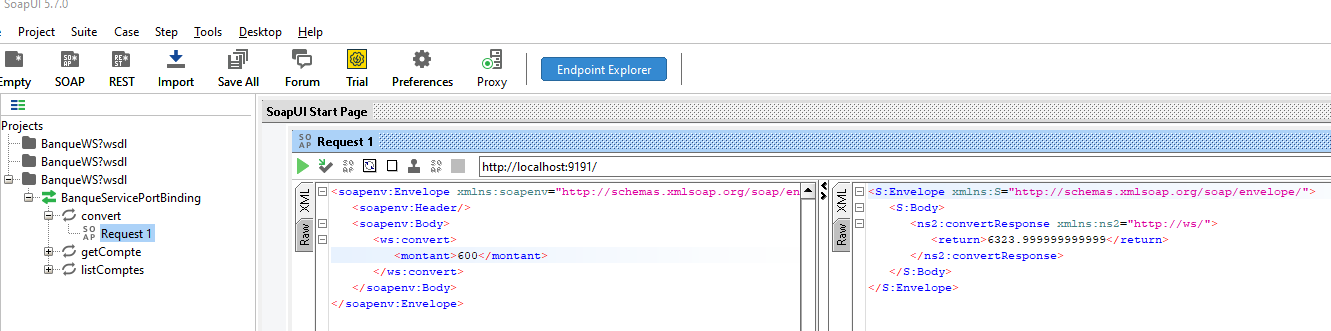 SoapUI 5.7.0
Project Suite Case Step Tools Desktop Help
Empty SOAP REST Import Save All Forum Trial Preferences Proxy Endpoint Explorer
SoapUI Start Page
Projects
BanqueWS?wsdl
BanqueWS?wsdl
BanqueWS?wsdl
BanqueServicePortBinding
convert
Request 1
getCompte
listComptes
Request 1
http://localhost:9191/
XML
Raw
<soapenv:Envelope xmlns:soapenv="http://schemas.xmlsoap.org/soap/en
<soapenv:Header/>
<soapenv:Body>
<ws:convert>
<montant>600</montant>
</ws:convert>
</soapenv:Body>
</soapenv:Envelope>
XML
Raw
<S:Envelope xmlns:S="http://schemas.xmlsoap.org/soap/envelope/">
<S:Body>
<ns2:convertResponse xmlns:ns2="http://ws/">
<return>6323.999999999999</return>
</ns2:convertResponse>
</S:Body>
</S:Envelope>